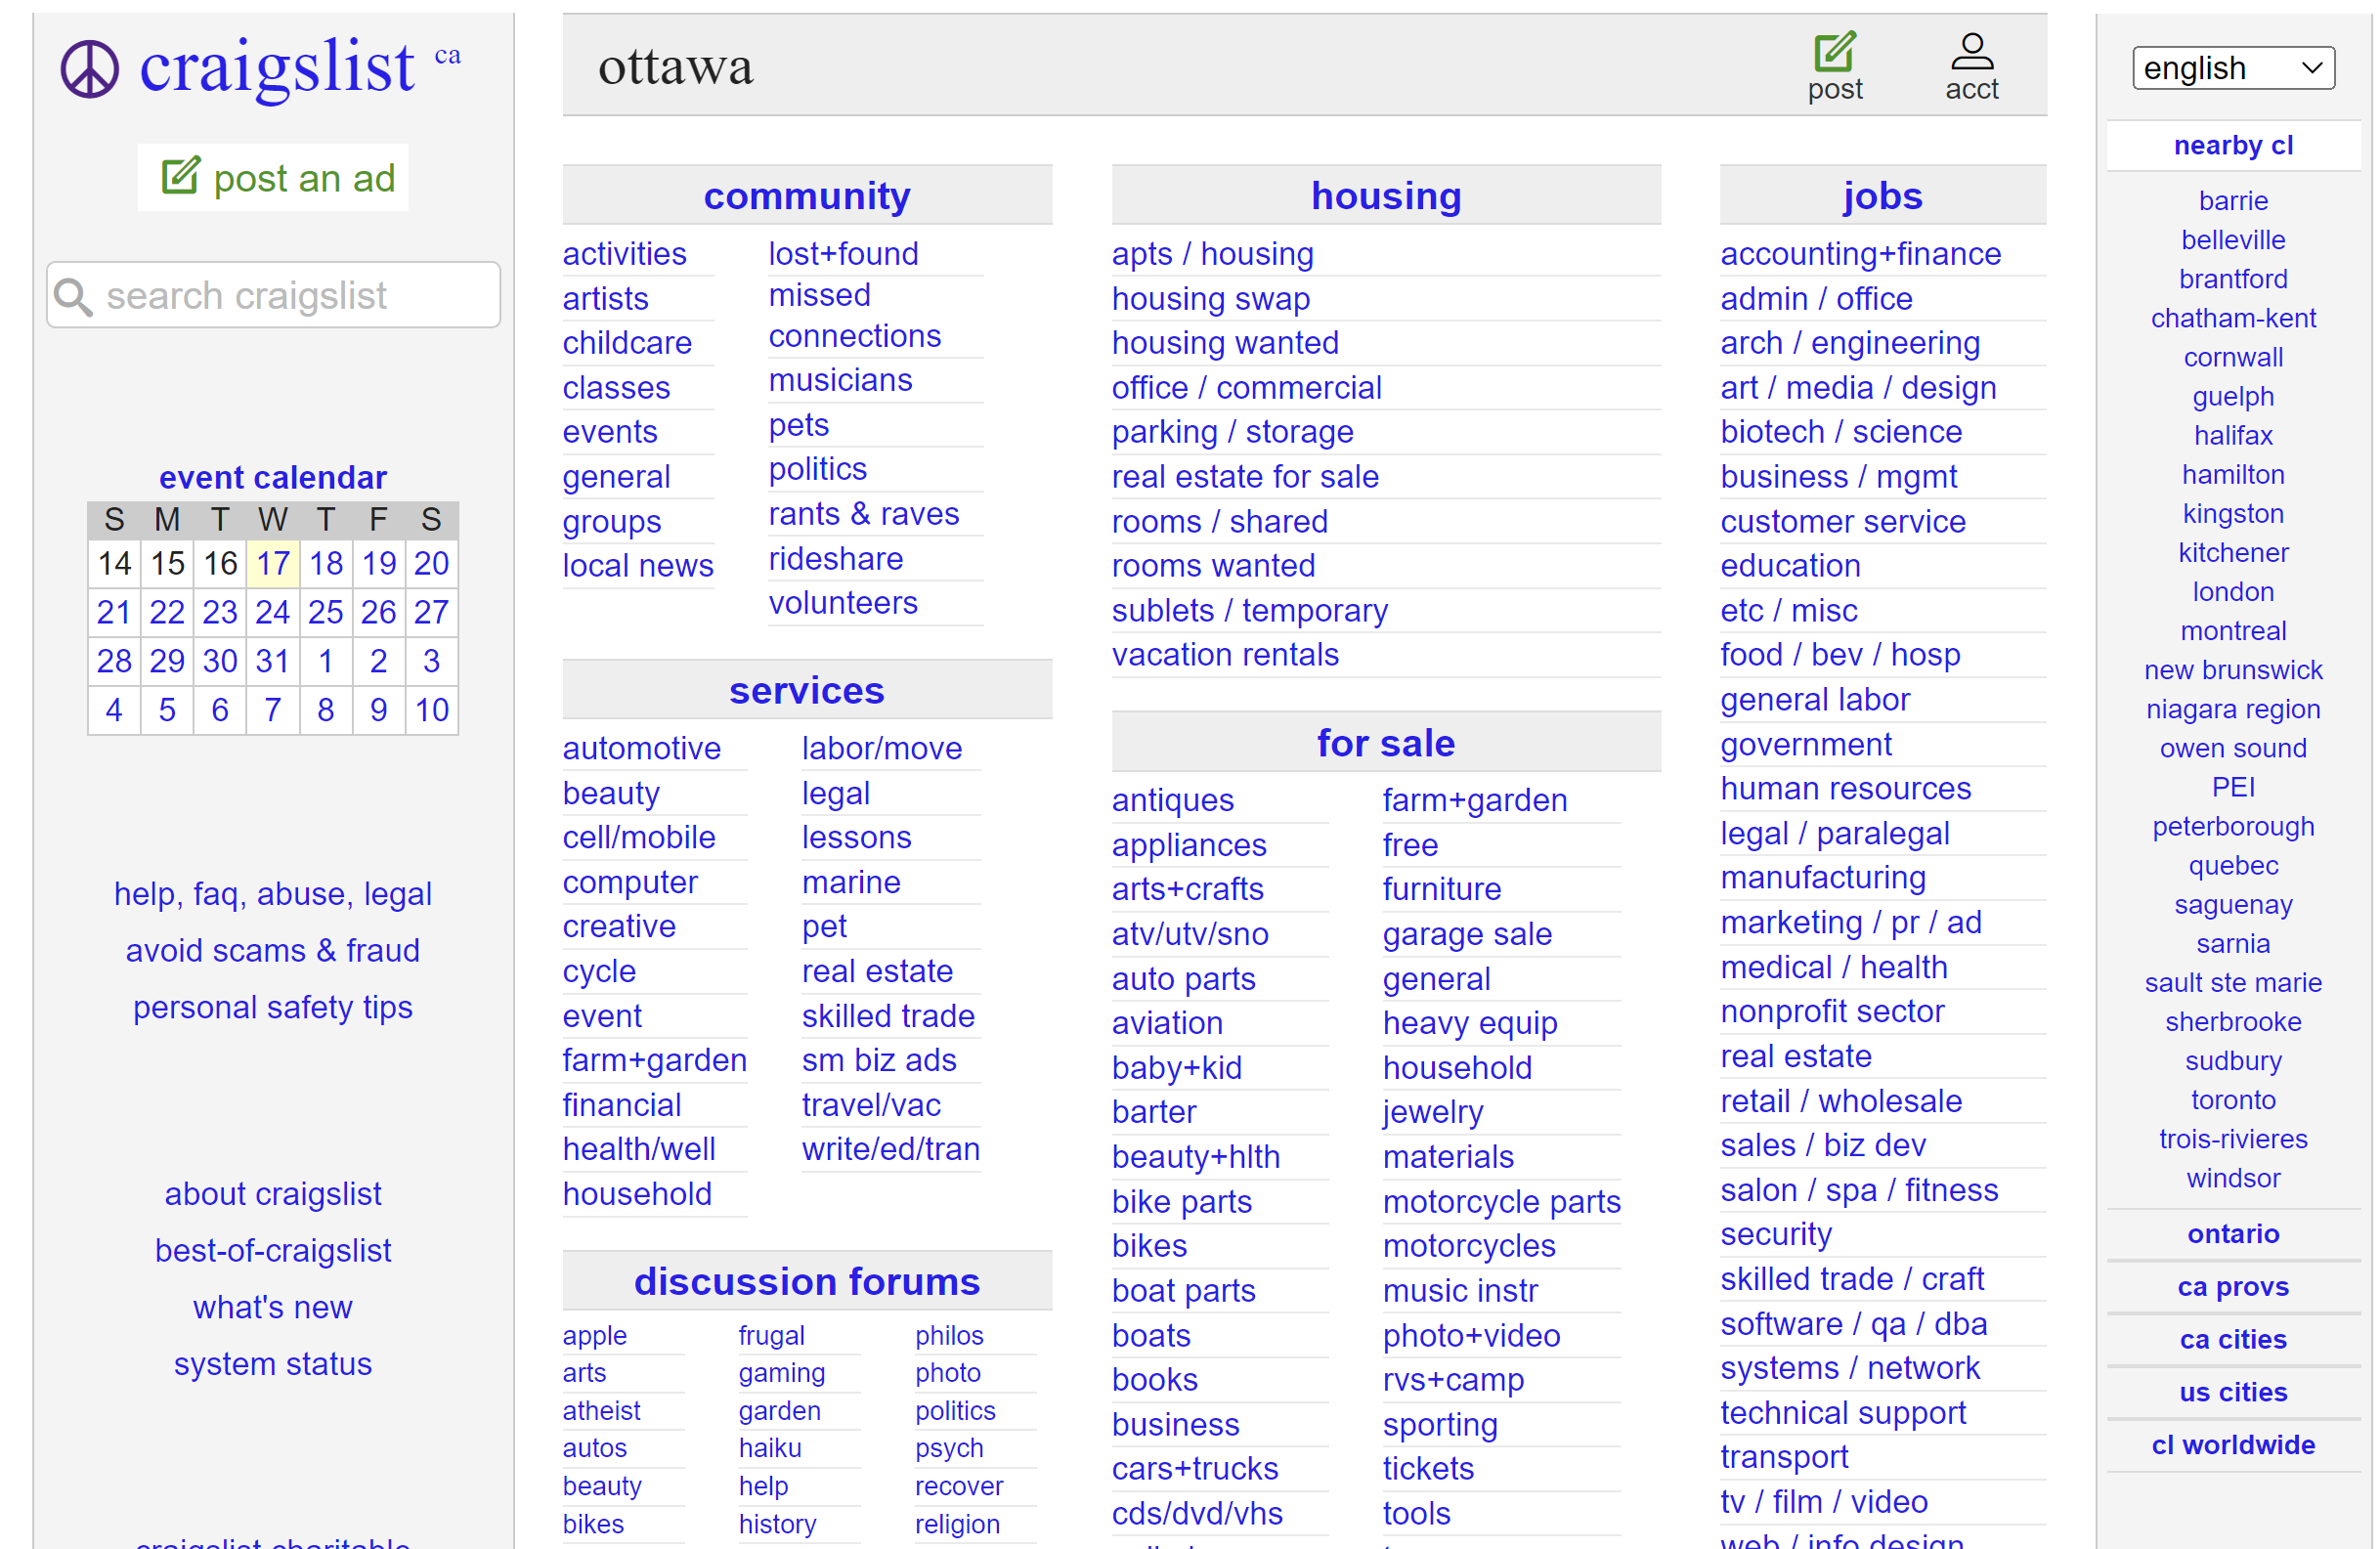 craigslist ca
post an ad
search craigslist
event calendar
S M T W T F S
14 15 16 17 18 19 20
21 22 23 24 25 26 27
28 29 30 31 1 2 3
4 5 6 7 8 9 10
help, faq, abuse, legal
avoid scams & fraud
personal safety tips
about craigslist
best-of-craigslist
what's new
system status
craigslist charitable
ottawa
post
acct
community
activities
artists
childcare
classes
events
general
groups
local news
lost+found
missed
connections
musicians
pets
politics
rants & raves
rideshare
volunteers
services
automotive
beauty
cell/mobile
computer
creative
cycle
event
farm+garden
financial
health/well
household
labor/move
legal
lessons
marine
pet
real estate
skilled trade
sm biz ads
travel/vac
write/ed/tran
discussion forums
apple
arts
atheist
autos
beauty
bikes
frugal
gaming
garden
haiku
help
history
philos
photo
politics
psych
recover
religion
housing
apts / housing
housing swap
housing wanted
office / commercial
parking / storage
real estate for sale
rooms / shared
rooms wanted
sublets / temporary
vacation rentals
for sale
antiques
appliances
arts+crafts
atv/utv/sno
auto parts
aviation
baby+kid
barter
beauty+hlth
bike parts
bikes
boat parts
boats
books
business
cars+trucks
cds/dvd/vhs
farm+garden
free
furniture
garage sale
general
heavy equip
household
jewelry
materials
motorcycle parts
motorcycles
music instr
photo+video
rvs+camp
sporting
tickets
tools
jobs
accounting+finance
admin / office
arch / engineering
art / media / design
biotech / science
business / mgmt
customer service
education
etc / misc
food / bev / hosp
general labor
government
human resources
legal / paralegal
manufacturing
marketing / pr / ad
medical / health
nonprofit sector
real estate
retail / wholesale
sales / biz dev
salon / spa / fitness
security
skilled trade / craft
software / qa / dba
systems / network
technical support
transport
tv / film / video
web / info design
english
nearby cl
barrie
belleville
brantford
chatham-kent
cornwall
guelph
halifax
hamilton
kingston
kitchener
london
montreal
new brunswick
niagara region
owen sound
PEI
peterborough
quebec
saguenay
sarnia
sault ste marie
sherbrooke
sudbury
toronto
trois-rivieres
windsor
ontario
ca provs
ca cities
us cities
cl worldwide